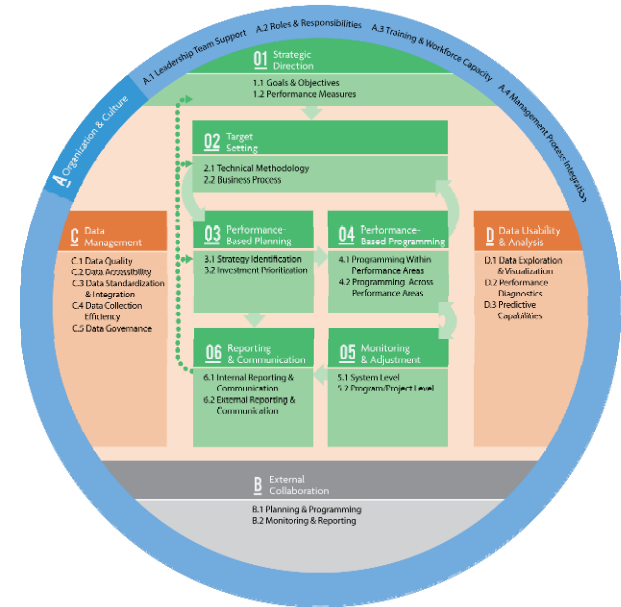 A Organization & Culture
A.1 Leadership Team Support
A.2 Roles & Responsibilities
A.3 Training & Workforce Capacity
A.4 Management Process Integration
01 Strategic
Direction
1.1 Goals & Objectives
1.2 Performance Measures
02 Target
Setting
2.1 Technical Methodology
2.2 Business Process
03 Performance-
Based Planning
3.1 Strategy Identification
3.2 Investment Prioritization
04 Performance-
Based Programming
4.1 Programming Within
Performance Areas
4.2 Programming Across
Performance Areas
C Data
Management
C.1 Data Quality
C.2 Data Accessibility
C.3 Data Standardization
& Integration
C.4 Data Collection
Efficiency
C.5 Data Governance
D Data Usability
& Analysis
D.1 Data Exploration
& Visualization
D.2 Performance
Diagnostics
D.3 Predictive
Capabilities
06 Reporting
& Communication
6.1 Internal Reporting &
Communication
6.2 External Reporting &
Communication
05 Monitoring
& Adjustment
5.1 System Level
5.2 Program/Project Level
B External
Collaboration
B.1 Planning & Programming
B.2 Monitoring & Reporting